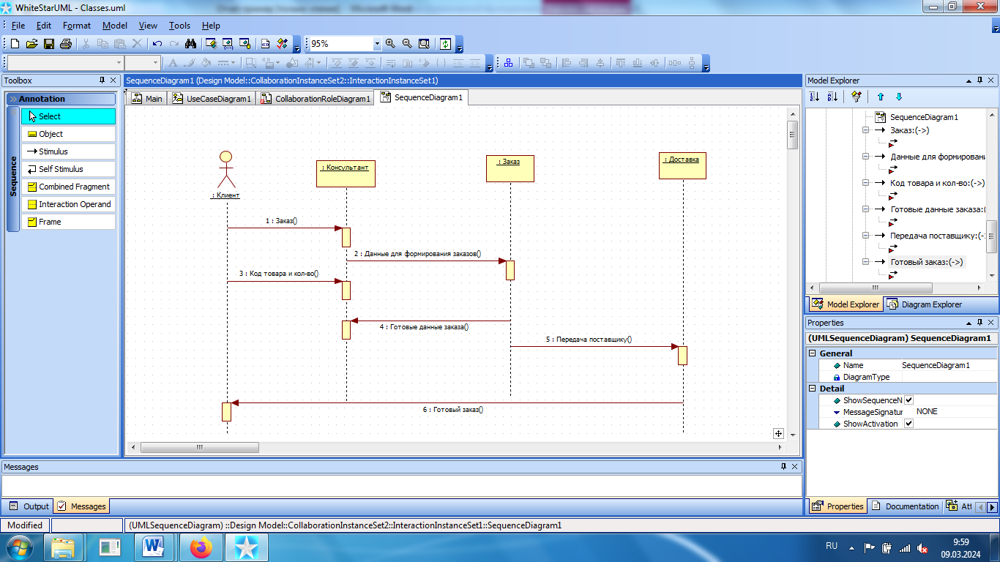 WhiteStarUML - Classes.uml
File Edit Format Model View Tools Help
95%
Toolbox
Annotation
Sequence
Select
Object
Stimulus
Self Stimulus
Combined Fragment
Interaction Operand
Frame
SequenceDiagram1 (Design Model::CollaborationInstanceSet2::InteractionInstanceSet1)
Main UseCaseDiagram1 CollaborationRoleDiagram1 SequenceDiagram1
: Клиент
: Консультант
: Заказ
: Доставка
1 : Заказ()
2 : Данные для формирования заказов()
3 : Код товара и кол-во()
4 : Готовые данные заказа()
5 : Передача поставщику()
6 : Готовый заказ()
Model Explorer
SequenceDiagram1
Заказ:(->)
Данные для формировани
Код товара и кол-во:(->)
Готовые данные заказа:(
Передача поставщику:(-
Готовый заказ:(->)
Model Explorer Diagram Explorer
Properties
(UMLSequenceDiagram) SequenceDiagram1
General
Name SequenceDiagram1
DiagramType
Detail
ShowSequenceN
MessageSignatur NONE
ShowActivation
Properties Documentation Att
Messages
Output Messages
Modified
(UMLSequenceDiagram) ::Design Model::CollaborationInstanceSet2::InteractionInstanceSet1::SequenceDiagram1
RU
9:59
09.03.2024